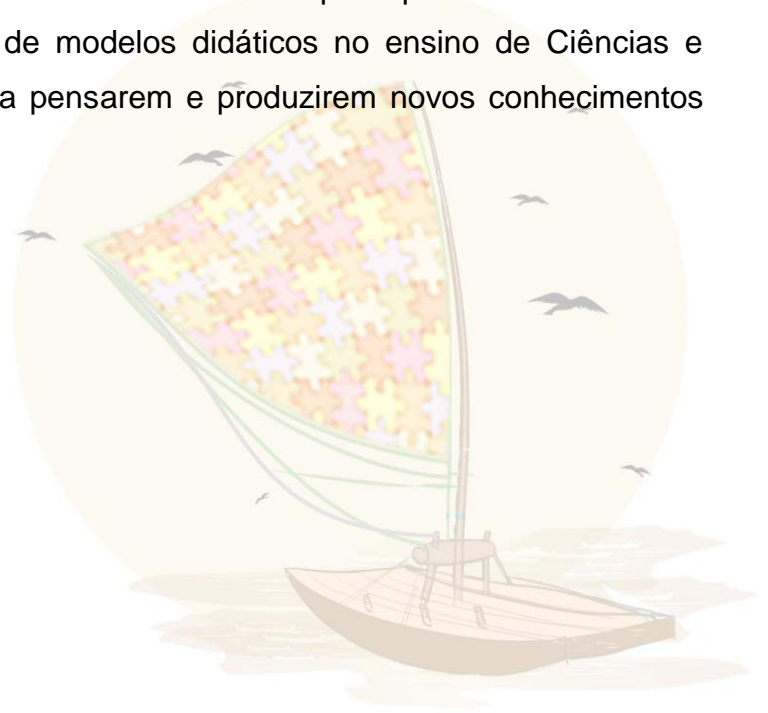 de modelos didáticos no ensino de Ciências e
a pensarem e produzirem novos conhecimentos